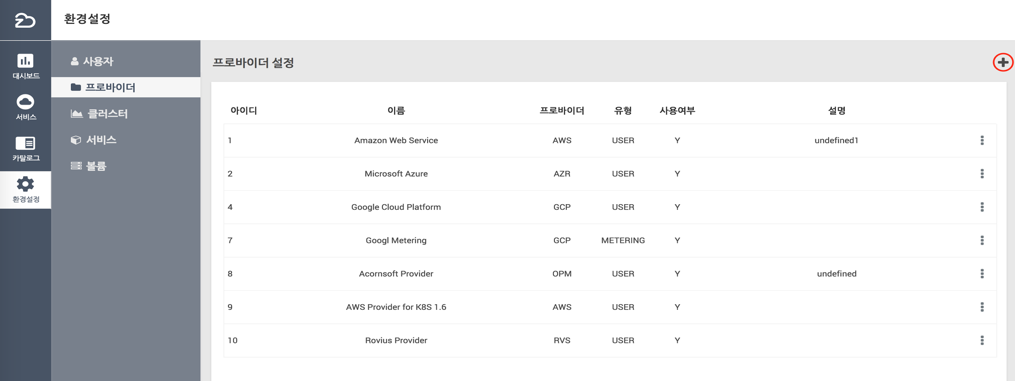 환경설정
대시보드
서비스
카탈로그
환경설정
사용자
프로바이더
클러스터
서비스
볼륨
프로바이더 설정
아이디 이름 프로바이더 유형 사용여부 설명
1 Amazon Web Service AWS USER Y undefined1
2 Microsoft Azure AZR USER Y
4 Google Cloud Platform GCP USER Y
7 Googl Metering GCP METERING Y
8 Acornsoft Provider OPM USER Y undefined
9 AWS Provider for K8S 1.6 AWS USER Y
10 Rovius Provider RVS USER Y